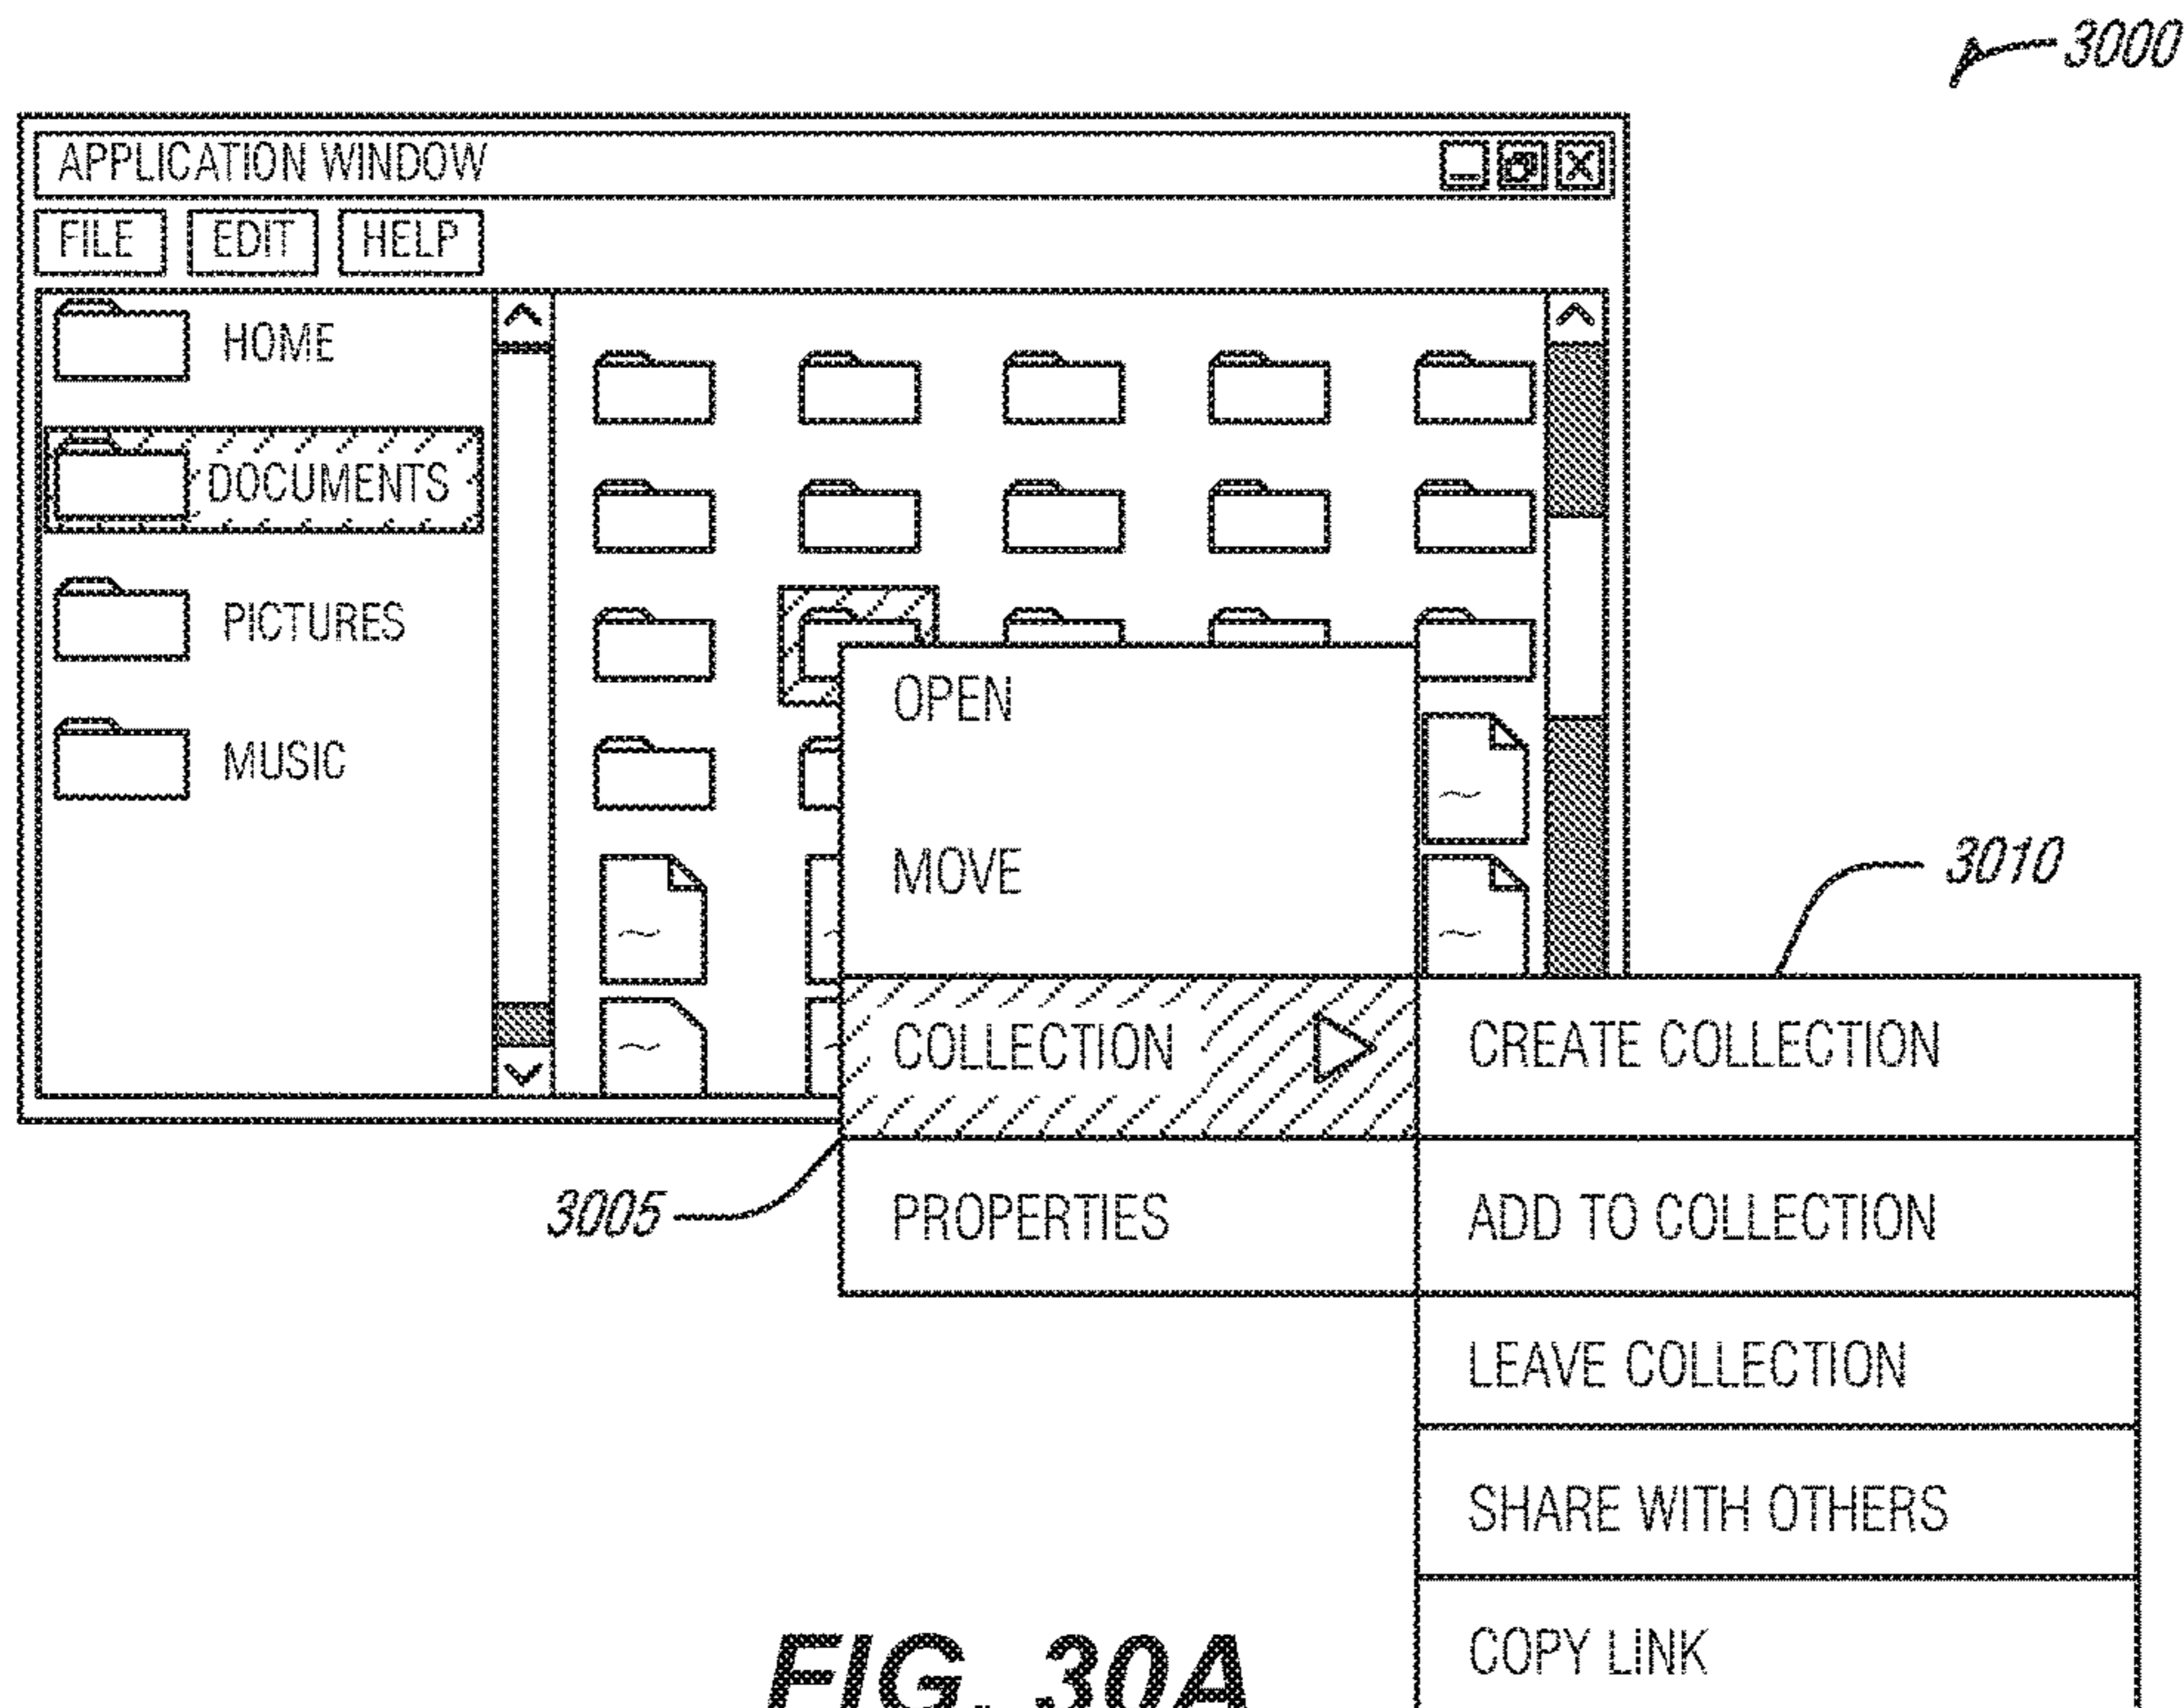 3000
APPLICATION WINDOW
FILE EDIT HELP
HOME
DOCUMENTS
PICTURES
MUSIC
OPEN
MOVE
3010
COLLECTION
CREATE COLLECTION
3005
PROPERTIES
ADD TO COLLECTION
LEAVE COLLECTION
SHARE WITH OTHERS
COPY LINK
FIG. 30A